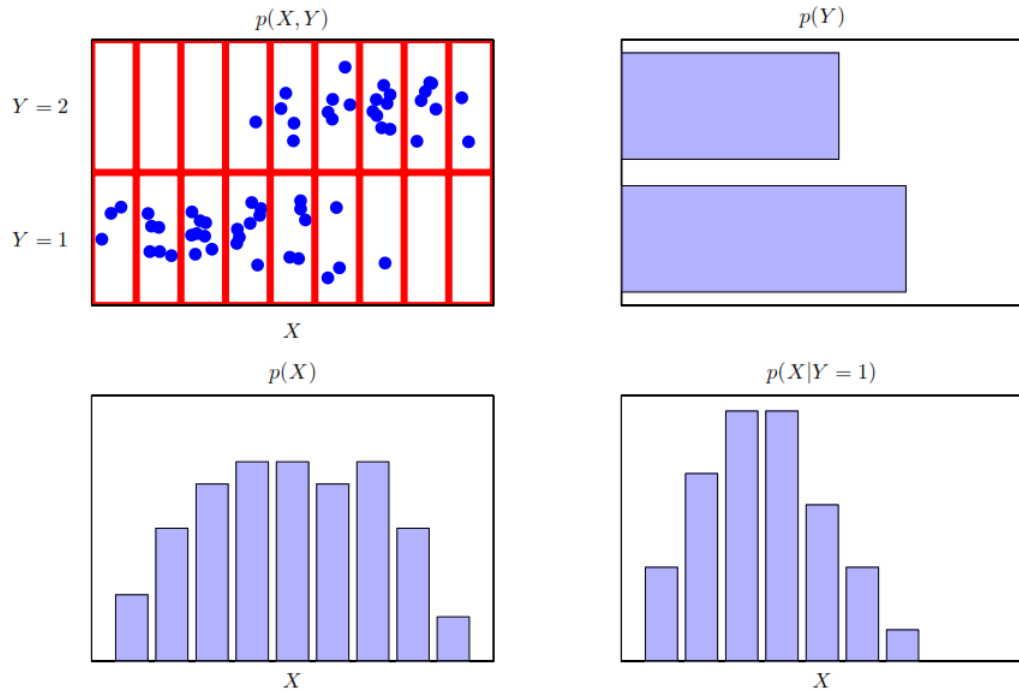 p(X, Y)
p(Y)
Y = 2
Y = 1
X
p(X)
p(X|Y = 1)
X
X